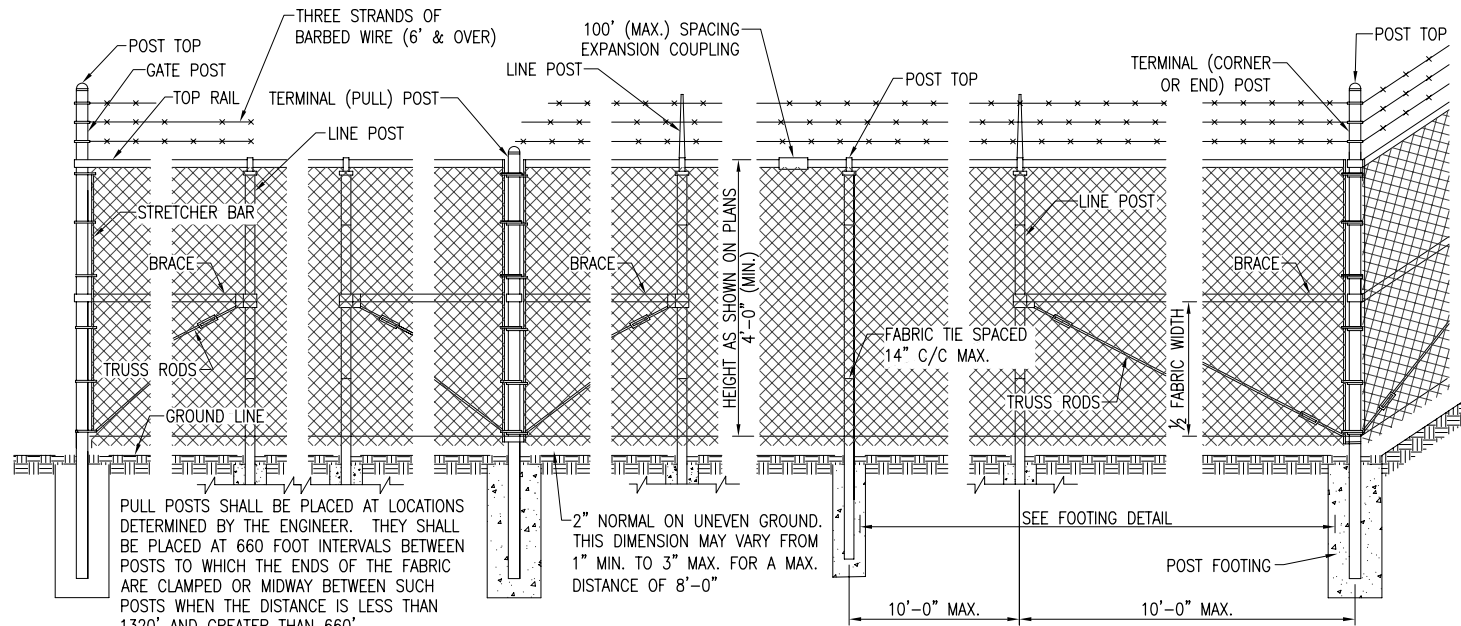 THREE STRANDS OF
BARBED WIRE (6' & OVER)
POST TOP
GATE POST
TOP RAIL
TERMINAL (PULL) POST
LINE POST
LINE POST
100' (MAX.) SPACING
EXPANSION COUPLING
POST TOP
TERMINAL (CORNER
OR END) POST
POST TOP
STRETCHER BAR
BRACE
TRUSS RODS
GROUND LINE
BRACE
HEIGHT AS SHOWN ON PLANS
4'-0" (MIN.)
FABRIC TIE SPACED
14" C/C MAX.
LINE POST
TRUSS RODS
BRACE
½ FABRIC WIDTH
PULL POSTS SHALL BE PLACED AT LOCATIONS
DETERMINED BY THE ENGINEER. THEY SHALL
BE PLACED AT 660 FOOT INTERVALS BETWEEN
POSTS TO WHICH THE ENDS OF THE FABRIC
ARE CLAMPED OR MIDWAY BETWEEN SUCH
POSTS WHEN THE DISTANCE IS LESS THAN
1320' AND GREATER THAN 660'
2" NORMAL ON UNEVEN GROUND.
THIS DIMENSION MAY VARY FROM
1" MIN. TO 3" MAX. FOR A MAX.
DISTANCE OF 8'-0"
SEE FOOTING DETAIL
POST FOOTING
10'-0" MAX.
10'-0" MAX.